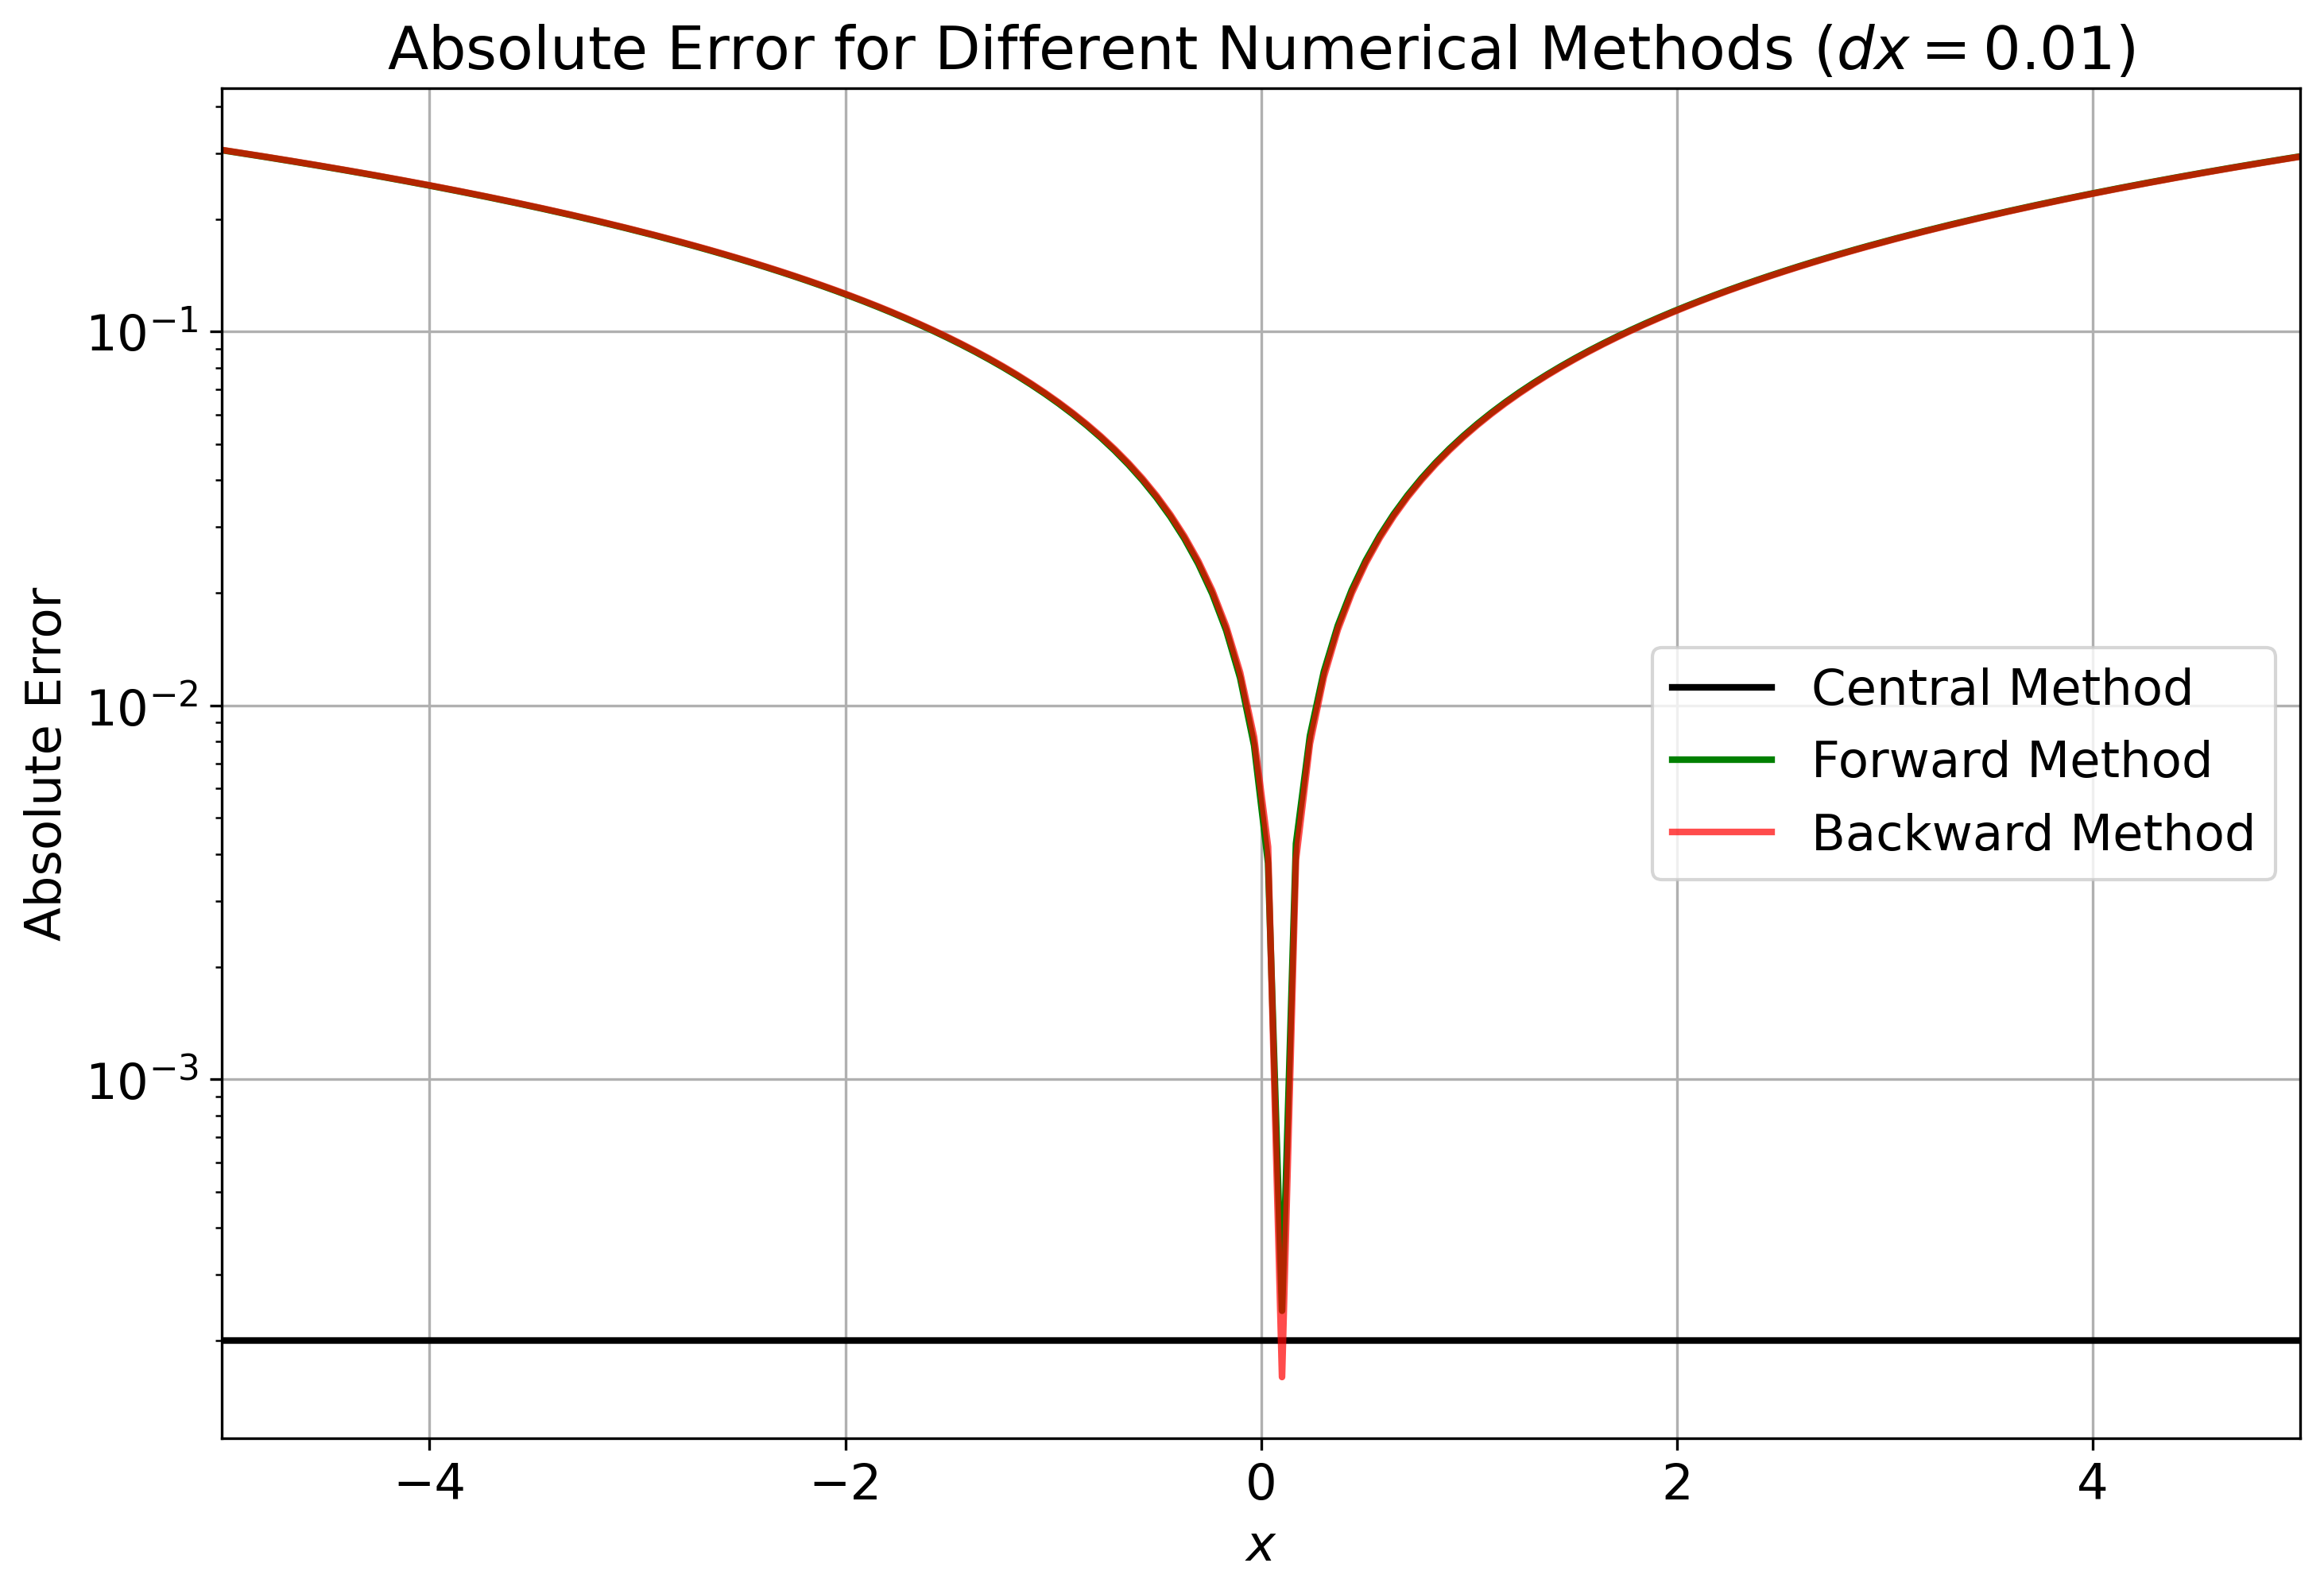 Absolute Error for Different Numerical Methods (dx = 0.01)
Absolute Error
10⁻¹
10⁻²
10⁻³
Central Method
Forward Method
Backward Method
−4 −2 0 2 4
x